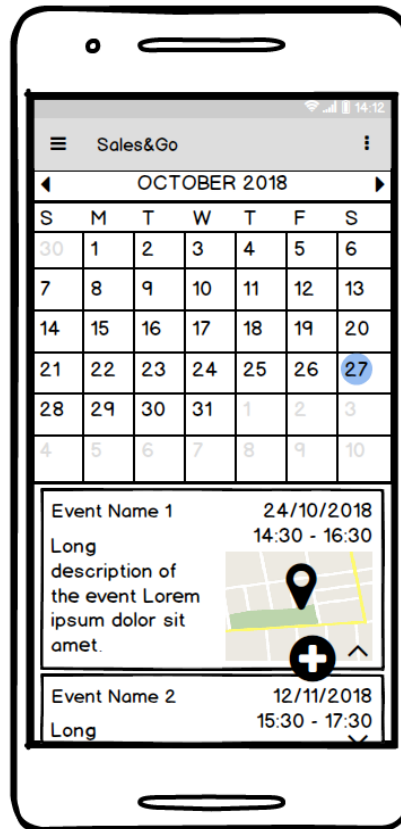 14:12
Sales&Go
OCTOBER 2018
S M T W T F S
30 1 2 3 4 5 6
7 8 9 10 11 12 13
14 15 16 17 18 19 20
21 22 23 24 25 26 27
28 29 30 31 1 2 3
4 5 6 7 8 9 10
Event Name 1 24/10/2018
14:30 - 16:30
Long
description of
the event Lorem
ipsum dolor sit
amet.
Event Name 2 12/11/2018
15:30 - 17:30
Long